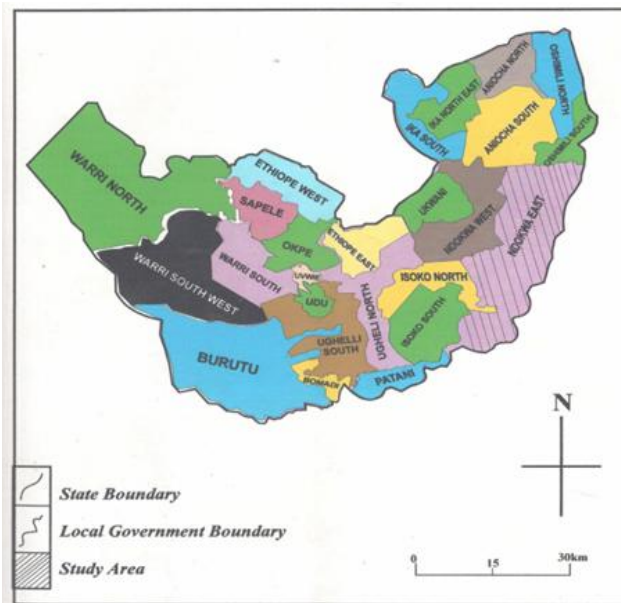 ANIOCHA NORTH
OSHIMILI NORTH
IKA NORTH EAST
ANIOCHA SOUTH
IKA SOUTH
OSHIMILI SOUTH
WARRI NORTH
ETHIOPE WEST
SAPELE
UKWANI
NDOKWA WEST
NDOKWA EAST
OKPE
ETHIOPE EAST
WARRI SOUTH
WARRI SOUTH WEST
UVWIE
ISOKO NORTH
UDU
UGHELI NORTH
ISOKO SOUTH
UGHELLI
SOUTH
BURUTU
BOMADI
PATANI
N
State Boundary
Local Government Boundary
Study Area
0
15
30km